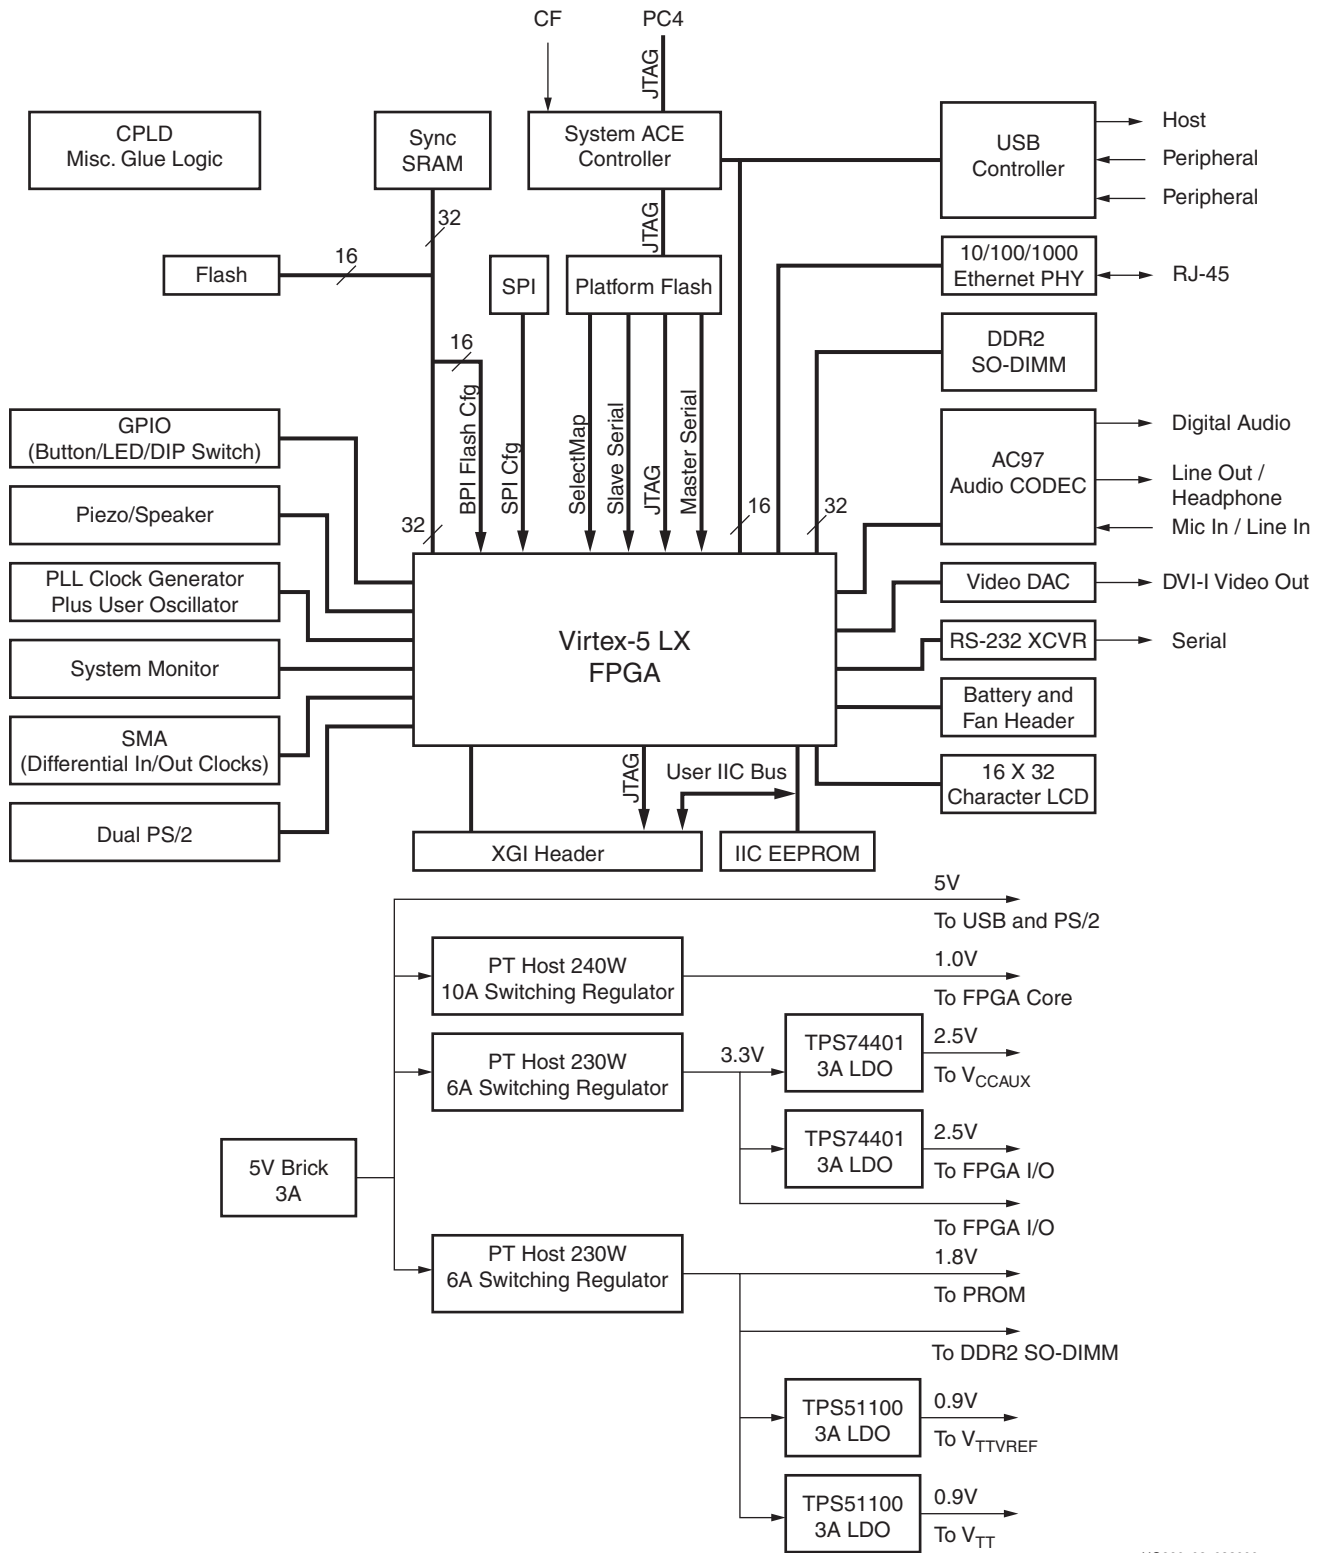 CF
PC4
JTAG
CPLD
Misc. Glue Logic
Sync
SRAM
System ACE
Controller
USB
Controller
Host
Peripheral
Peripheral
32
JTAG
16
Flash
SPI
Platform Flash
10/100/1000
Ethernet PHY
RJ-45
DDR2
SO-DIMM
16
BPI Flash Cfg
SPI Cfg
SelectMap
Slave Serial
JTAG
Master Serial
32
16
32
GPIO
(Button/LED/DIP Switch)
Piezo/Speaker
PLL Clock Generator
Plus User Oscillator
System Monitor
SMA
(Differential In/Out Clocks)
Dual PS/2
Virtex-5 LX
FPGA
AC97
Audio CODEC
Digital Audio
Line Out /
Headphone
Mic In / Line In
Video DAC
DVI-I Video Out
RS-232 XCVR
Serial
Battery and
Fan Header
16 X 32
Character LCD
JTAG
User IIC Bus
XGI Header
IIC EEPROM
5V
To USB and PS/2
PT Host 240W
10A Switching Regulator
1.0V
To FPGA Core
PT Host 230W
6A Switching Regulator
3.3V
TPS74401
3A LDO
2.5V
To VCCAUX
TPS74401
3A LDO
2.5V
To FPGA I/O
To FPGA I/O
5V Brick
3A
PT Host 230W
6A Switching Regulator
1.8V
To PROM
To DDR2 SO-DIMM
TPS51100
3A LDO
0.9V
To VTTVREF
TPS51100
3A LDO
0.9V
To VTT